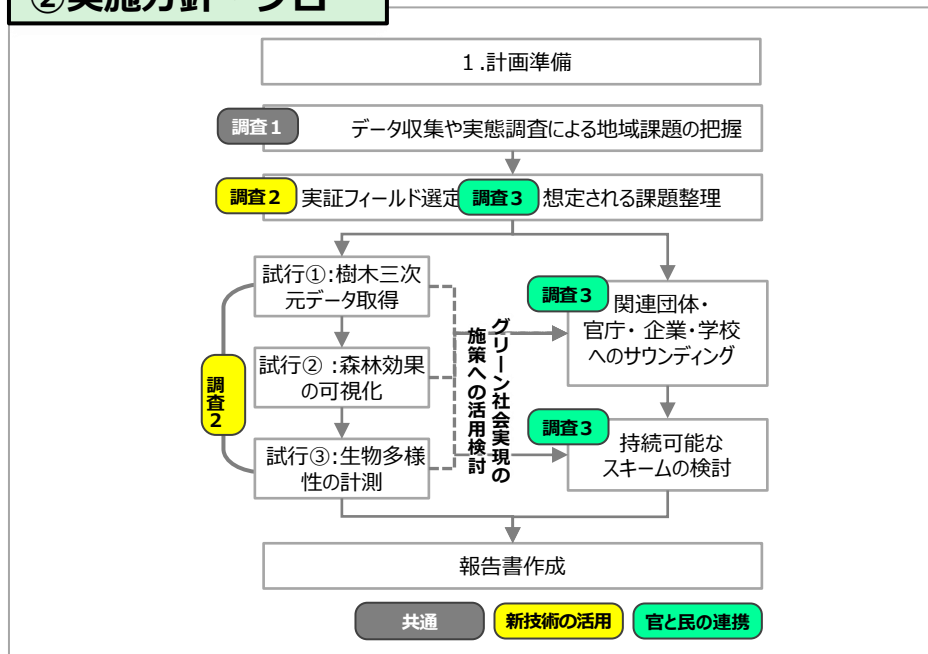 ②実施方針 フロー
1.計画準備
調査1 データ収集や実態調査による地域課題の把握
調査2 実証フィールド選定 調査3 想定される課題整理
試行①:樹木三次
元データ取得
試行②:森林効果
の可視化
試行③:生物多様
性の計測
調査2
グリーン社会実現の
施策への活用検討
調査3
関連団体・
官庁・企業・学校
へのサウンディング
調査3
持続可能な
スキームの検討
報告書作成
共通 新技術の活用 官と民の連携